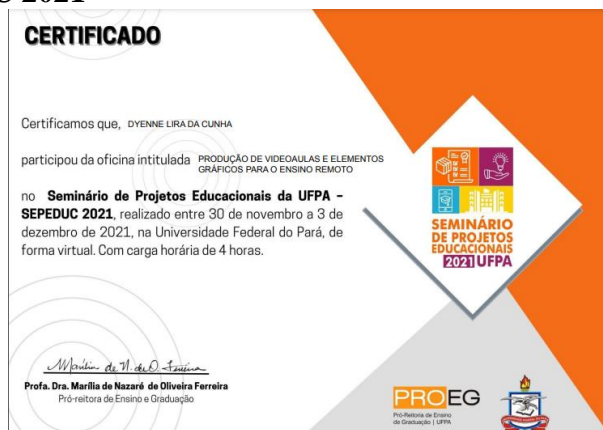 2021
CERTIFICADO
Certificamos que, DYENNE LIRA DA CUNHA
participou da oficina intitulada PRODUÇÃO DE VIDEOAULAS E ELEMENTOS
GRÁFICOS PARA O ENSINO REMOTO
no Seminário de Projetos Educacionais da UFPA –
SEPEDUC 2021, realizado entre 30 de novembro a 3 de
dezembro de 2021, na Universidade Federal do Pará, de
forma virtual. Com carga horária de 4 horas.
SEMINÁRIO
DE PROJETOS
EDUCACIONAIS
2021 UFPA
Profa. Dra. Marília de Nazaré de Oliveira Ferreira
Pró-reitora de Ensino e Graduação
PROEG
Pró-Reitoria de Ensino
de Graduação | UFPA